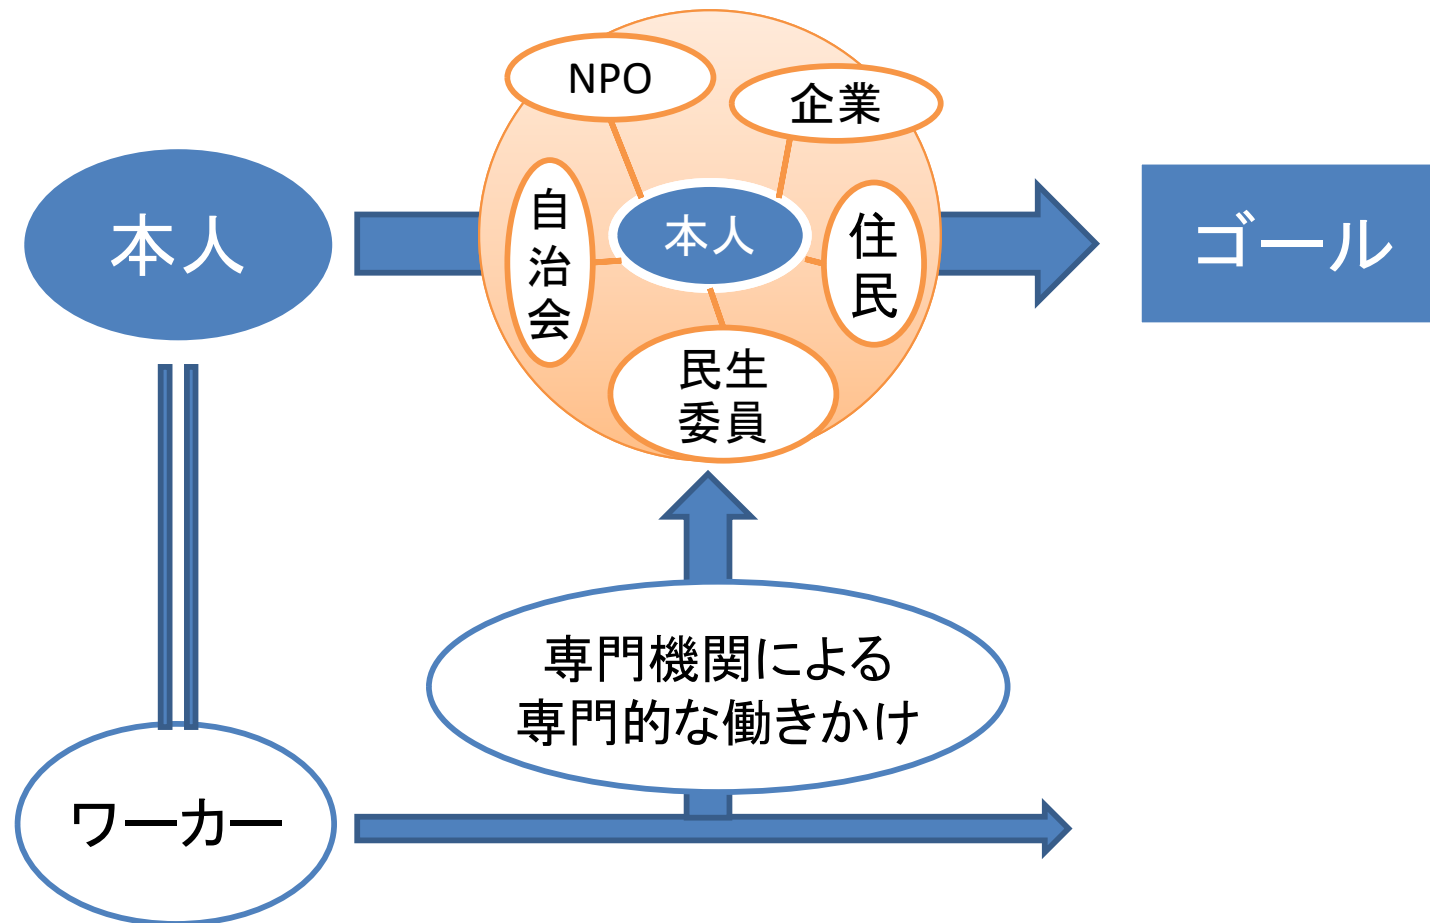 NPO
企業
本人
自治会
本人
住民
ゴール
民生
委員
専門機関による
専門的な働きかけ
ワーカー